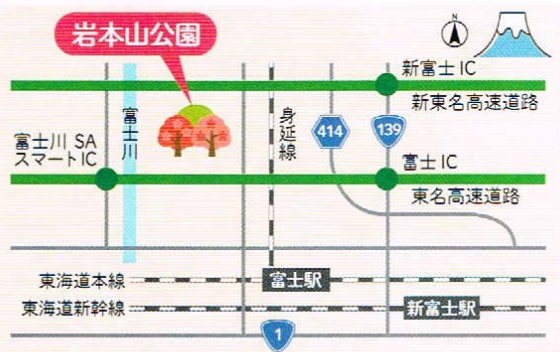 岩本山公園
N
新富士 IC
新東名高速道路
富士川
身延線
414
139
富士川 SA
スマートIC
富士 IC
東名高速道路
東海道本線
富士駅
東海道新幹線
新富士駅
1